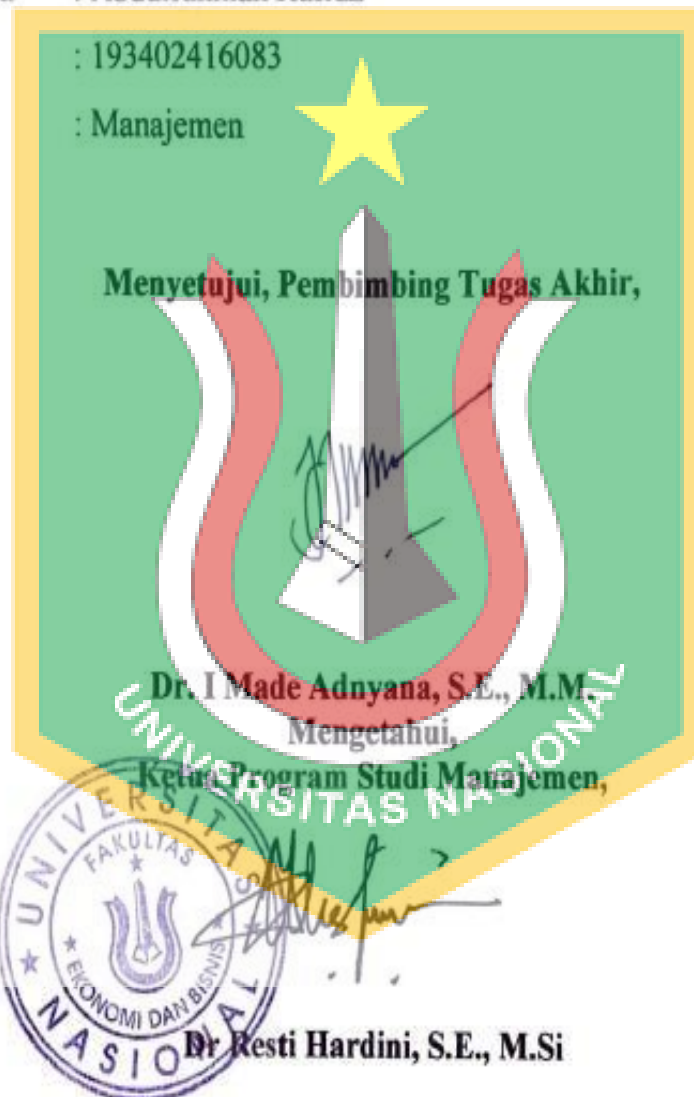 : 193402416083
: Manajemen
Menyetujui, Pembimbing Tugas Akhir,
Dr. I Made Adnyana, S.E., M.M.
Mengetahui,
Ketua Program Studi Manajemen,
UNIVERSITAS NASIONAL
UNIVERSITAS NASIONAL
FAKULTAS
EKONOMI DAN BISNIS
Dr Resti Hardini, S.E., M.Si